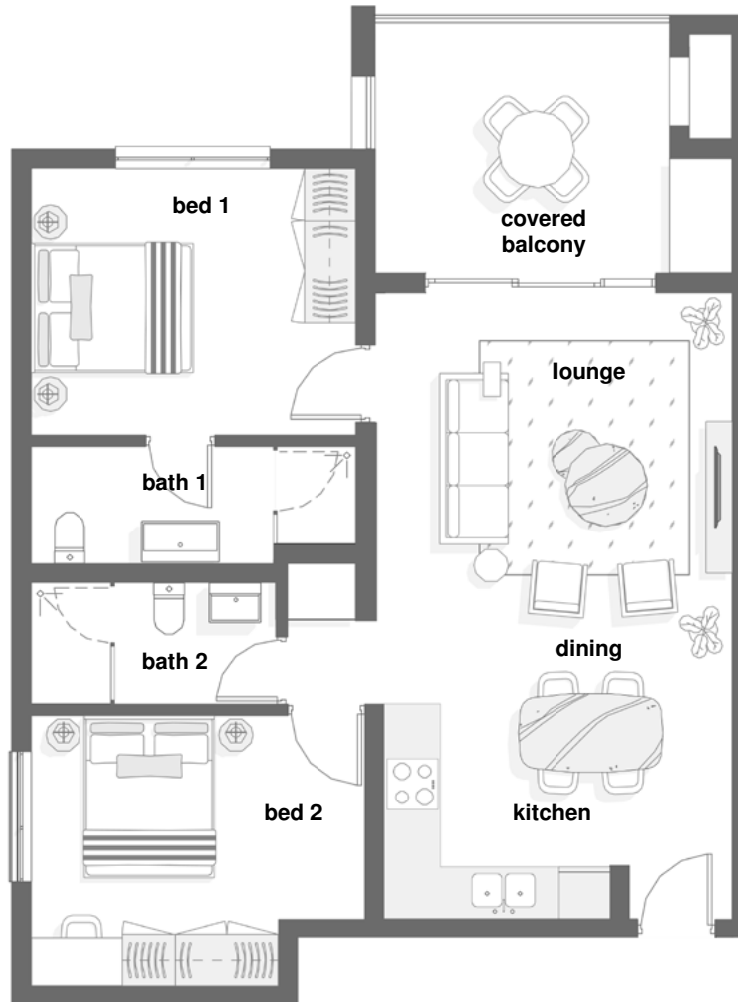 bed 1
covered
balcony
lounge
bath 1
dining
bath 2
bed 2
kitchen